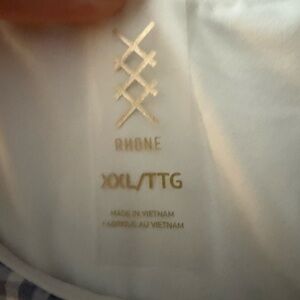 RHONE
XXL/TTG
MADE IN VIETNAM
FABRIQUÉ AU VIETNAM